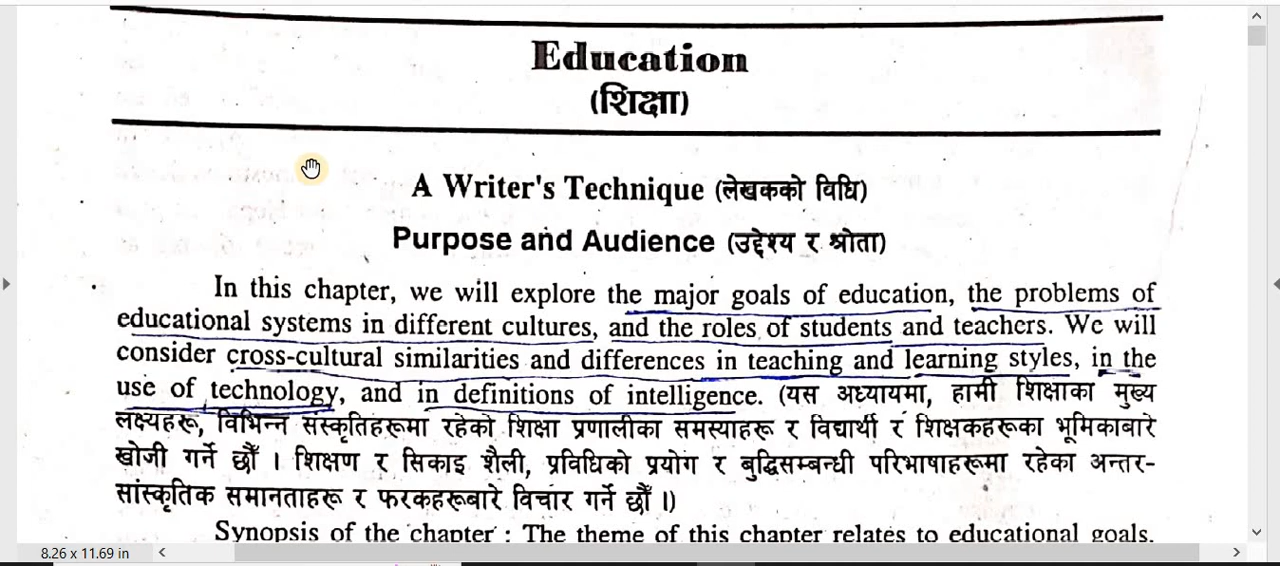 Education
(शिक्षा)
A Writer's Technique (लेखकको विधि)
Purpose and Audience (उद्देश्य र श्रोता)
In this chapter, we will explore the major goals of education, the problems of
educational systems in different cultures, and the roles of students and teachers. We will
consider cross-cultural similarities and differences in teaching and learning styles, in the
use of technology, and in definitions of intelligence. (यस अध्यायमा, हामी शिक्षाका मुख्य
लक्ष्यहरू, विभिन्न संस्कृतिहरूमा रहेको शिक्षा प्रणालीका समस्याहरू र विद्यार्थी र शिक्षकहरूका भूमिकाबारे
खोजी गर्ने छौँ । शिक्षण र सिकाइ शैली, प्रविधिको प्रयोग र बुद्धिसम्बन्धी परिभाषाहरूमा रहेका अन्तर-
सांस्कृतिक समानताहरू र फरकहरूबारे विचार गर्ने छौँ ।)
Synopsis of the chapter : The theme of this chapter relates to educational goals,
8.26 x 11.69 in